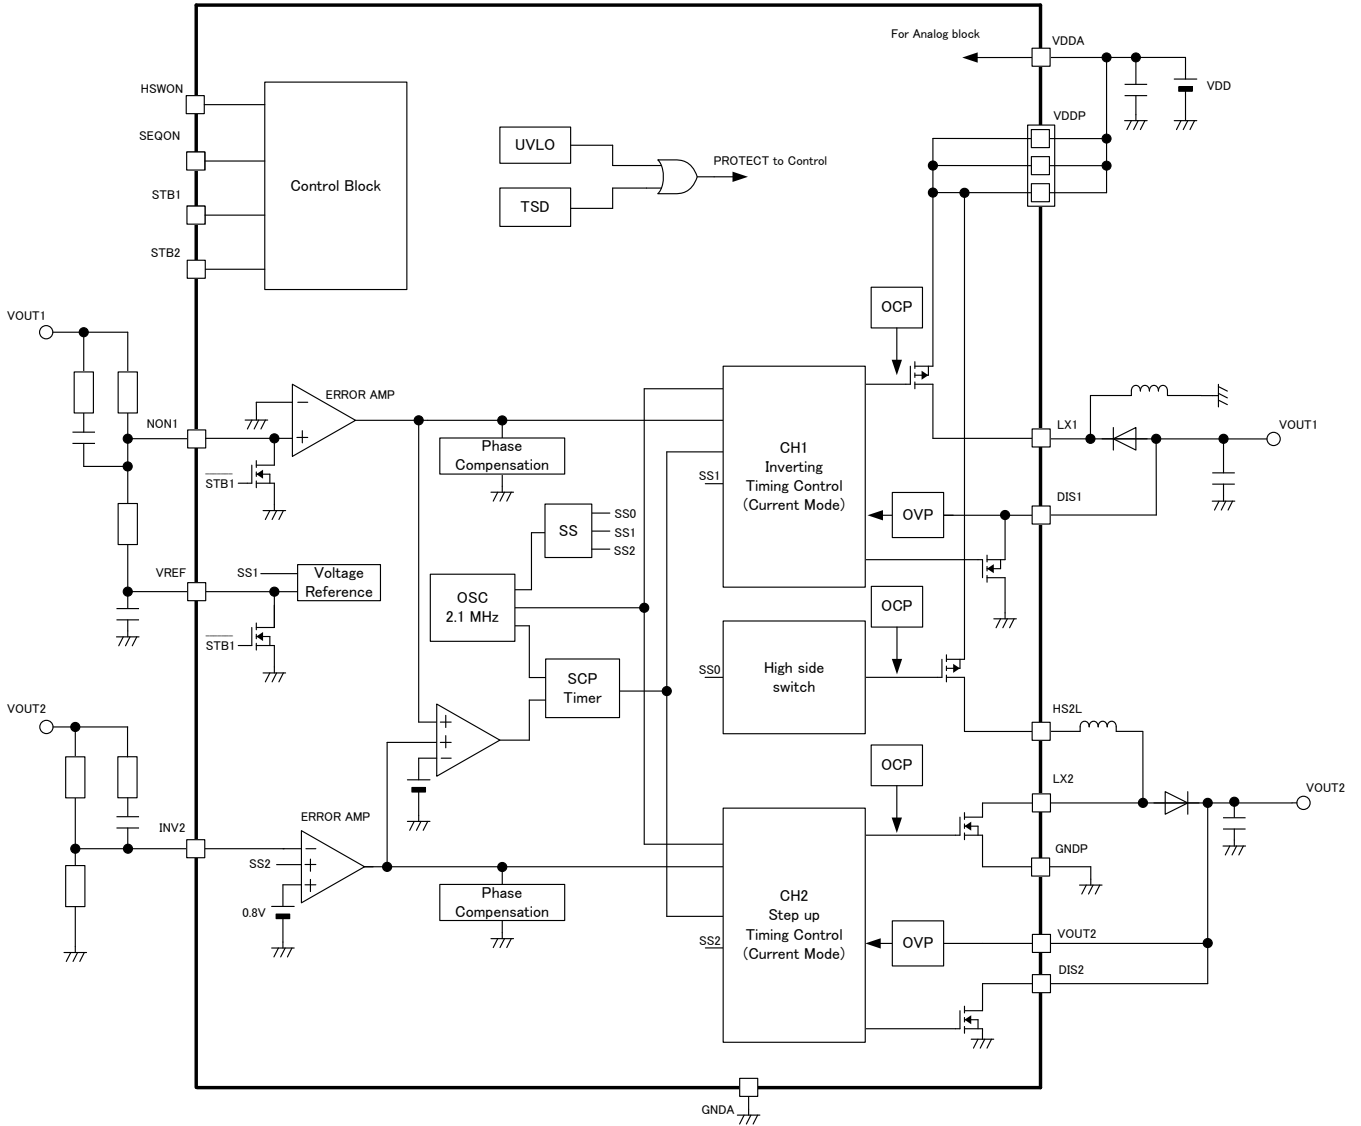 For Analog block
VDDA
HSWON
VDD
VDDP
SEQON
UVLO
PROTECT to Control
Control Block
STB1
TSD
STB2
OCP
VOUT1
ERROR AMP
−
NON1
+
Phase
Compensation
STB1
SS1
CH1
Inverting
Timing Control
(Current Mode)
LX1
VOUT1
DIS1
OVP
SS
SS0
SS1
SS2
VREF
SS1
Voltage
Reference
OSC
2.1 MHz
OCP
STB1
SS0
High side
switch
SCP
Timer
VOUT2
+
+
−
HS2L
OCP
LX2
VOUT2
ERROR AMP
INV2
−
SS2
+
+
0.8V
GNDP
Phase
Compensation
CH2
Step up
Timing Control
(Current Mode)
SS2
OVP
VOUT2
DIS2
GNDA